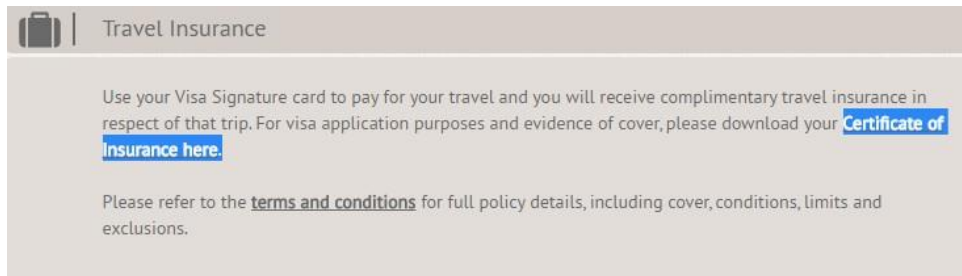 Travel Insurance
Use your Visa Signature card to pay for your travel and you will receive complimentary travel insurance in
respect of that trip. For visa application purposes and evidence of cover, please download your Certificate of
Insurance here.
Please refer to the terms and conditions for full policy details, including cover, conditions, limits and
exclusions.